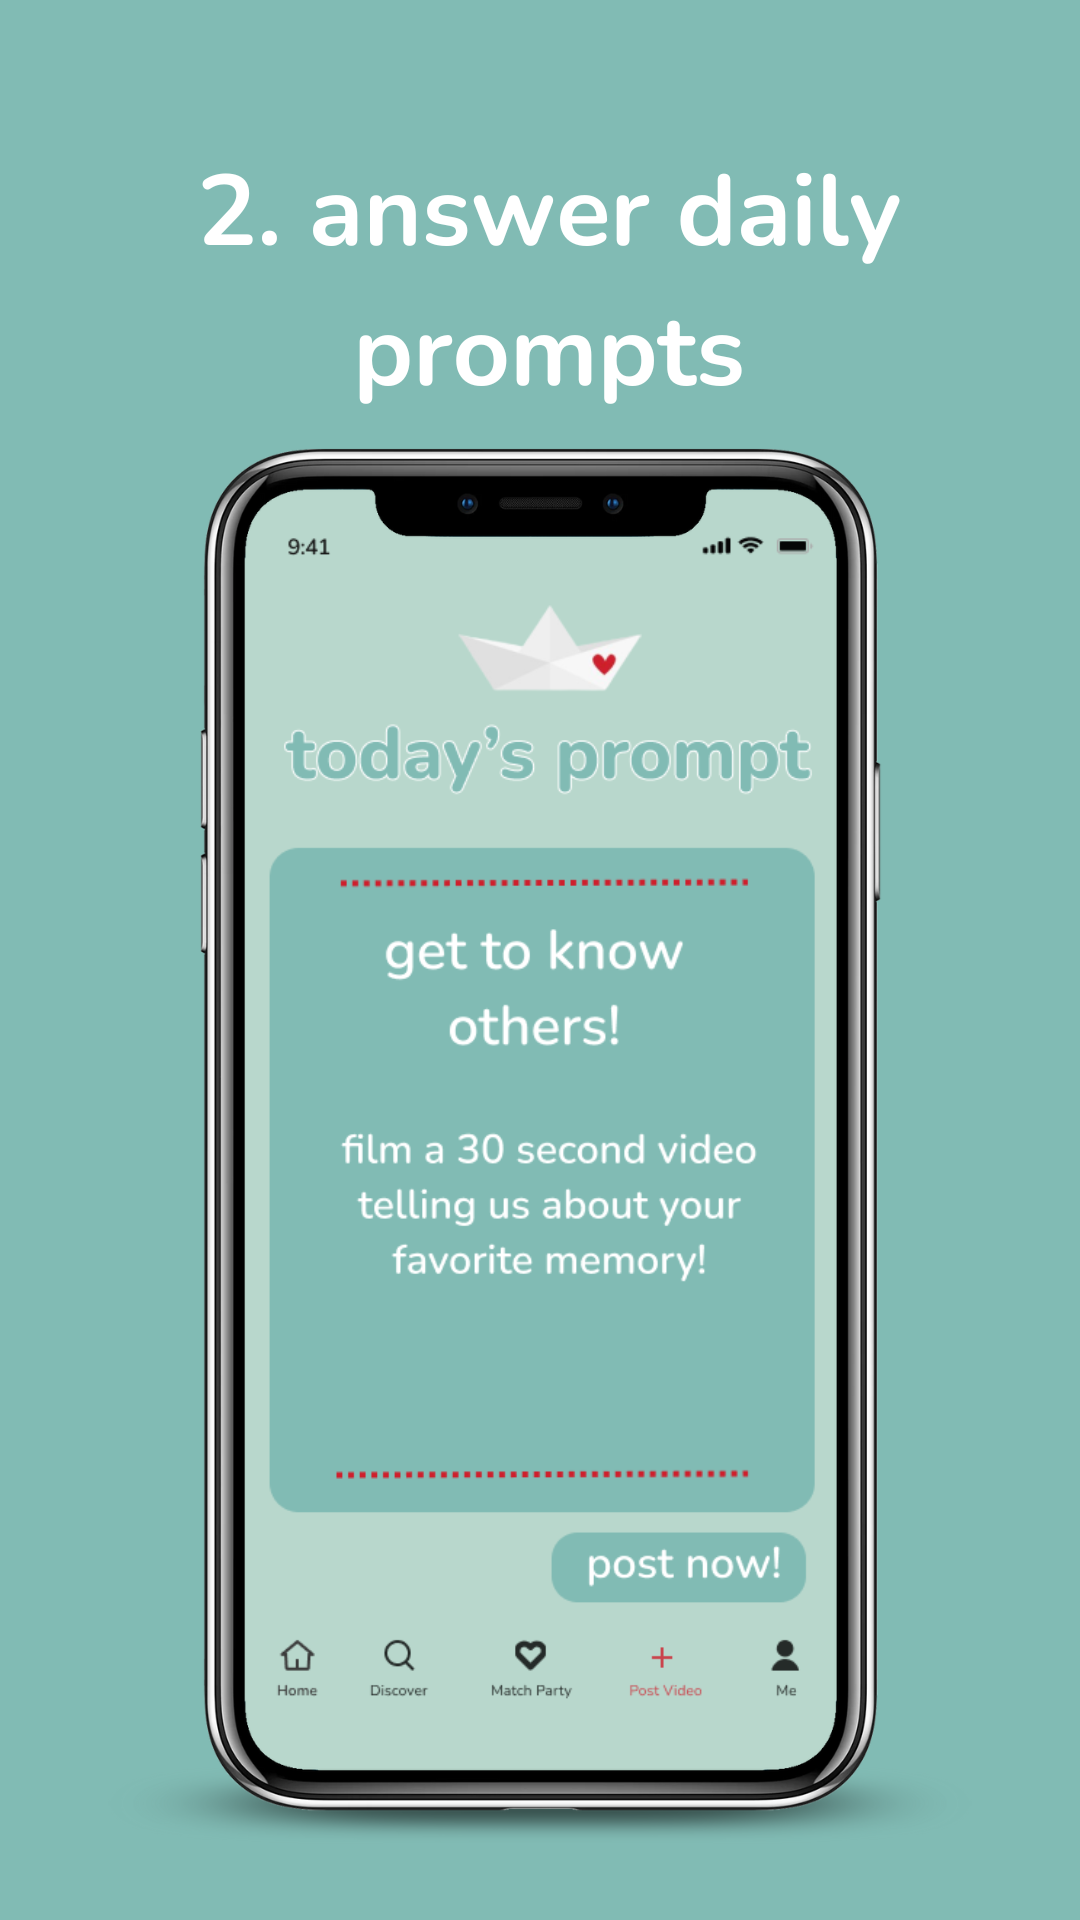 2. answer daily
prompts
9:41
today's prompt
get to know
others!
film a 30 second video
telling us about your
favorite memory!
post now!
Home Discover Match Party Post Video Me